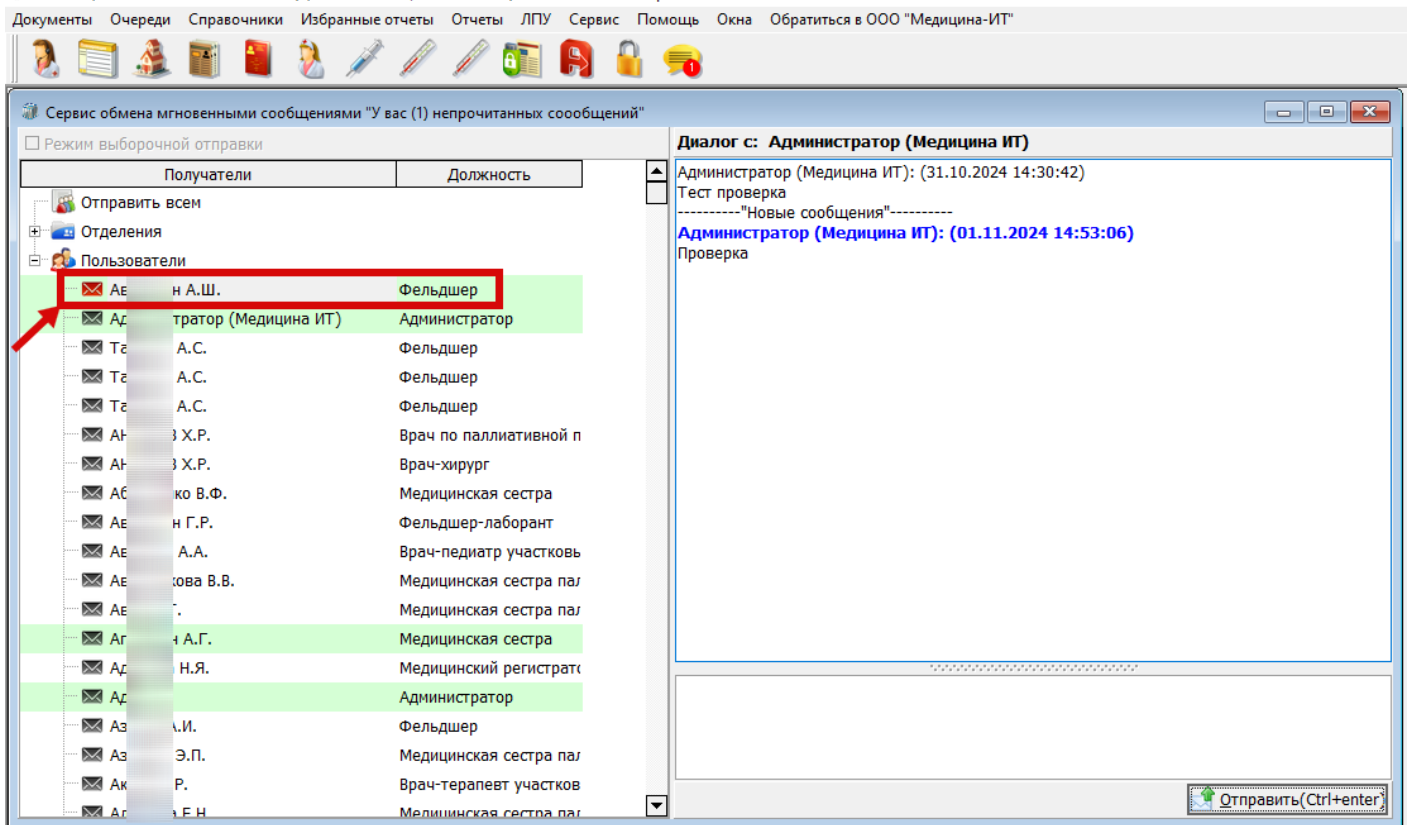 Документы Очереди Справочники Избранные отчеты Отчеты ЛПУ Сервис Помощь Окна Обратиться в ООО "Медицина-ИТ"
1
Сервис обмена мгновенными сообщениями "У вас (1) непрочитанных соообщений"
Режим выборочной отправки
Получатели Должность
Отправить всем
Отделения
Пользователи
А.Ш. Фельдшер
(Медицина ИТ) Администратор
А.С. Фельдшер
А.С. Фельдшер
А.С. Фельдшер
Х.Р. Врач по паллиативной п
Х.Р. Врач-хирург
В.Ф. Медицинская сестра
Г.Р. Фельдшер-лаборант
А.А. Врач-педиатр участковь
В.В. Медицинская сестра пал
Медицинская сестра пал
А.Г. Медицинская сестра
Н.Я. Медицинский регистрато
Администратор
А.И. Фельдшер
Э.П. Медицинская сестра пал
Р. Врач-терапевт участков
Е.Н. Медицинская сестра пал
Диалог с: Администратор (Медицина ИТ)
Администратор (Медицина ИТ): (31.10.2024 14:30:42)
Тест проверка
----------"Новые сообщения"----------
Администратор (Медицина ИТ): (01.11.2024 14:53:06)
Проверка
Отправить(Ctrl+enter)